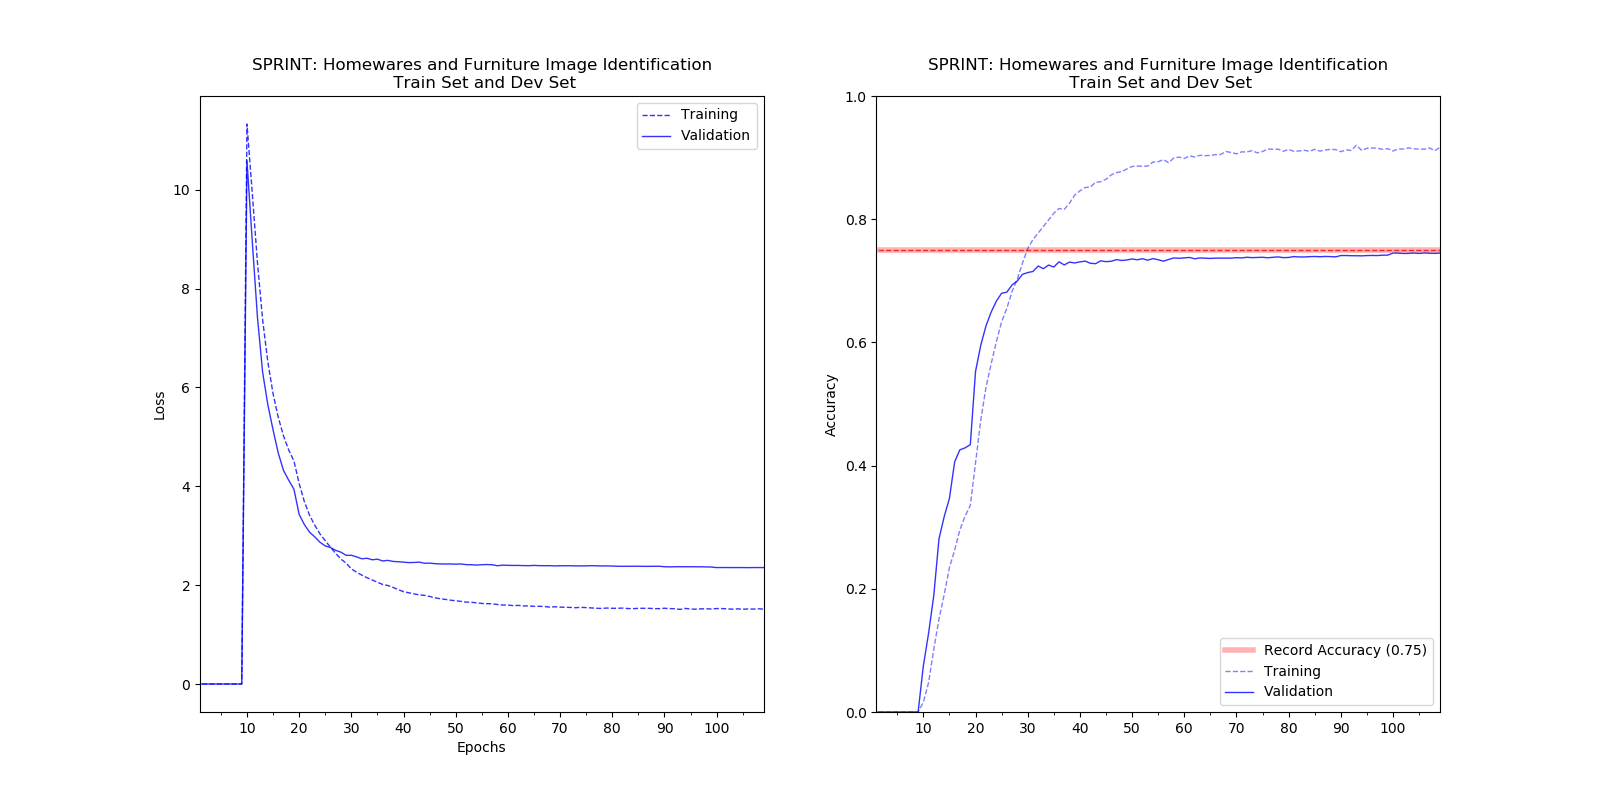 SPRINT: Homewares and Furniture Image Identification
Train Set and Dev Set
Training
Validation
10
8
6
4
2
0
Loss
10 20 30 40 50 60 70 80 90 100
Epochs
SPRINT: Homewares and Furniture Image Identification
Train Set and Dev Set
1.0
0.8
0.6
0.4
0.2
0.0
Accuracy
Record Accuracy (0.75)
Training
Validation
10 20 30 40 50 60 70 80 90 100